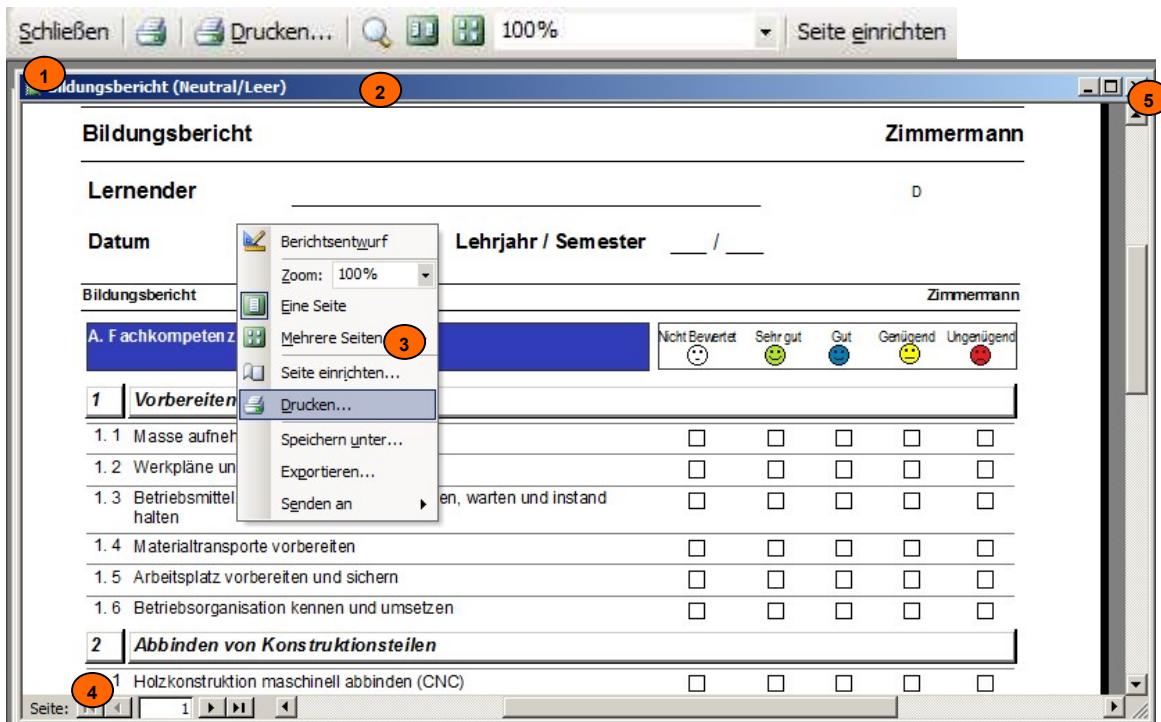 Schließen Drucken... 100% Seite einrichten
1 2 5
Bildungsbericht (Neutral/Leer)
Bildungsbericht Zimmermann
Lernender D
Datum Lehrjahr / Semester ___ / ___
Berichtsentwurf
Zoom: 100%
Eine Seite
Mehrere Seiten 3
Seite einrichten...
Drucken...
Speichern unter...
Exportieren...
Senden an
Bildungsbericht Zimmermann
A. Fachkompetenz Nicht Bewertet Sehr gut Gut Genügend Ungenügend
1 Vorbereiten
1. 1 Masse aufneh
1. 2 Werkpläne un
1. 3 Betriebsmittel en, warten und instand
halten
1. 4 Materialtransporte vorbereiten
1. 5 Arbeitsplatz vorbereiten und sichern
1. 6 Betriebsorganisation kennen und umsetzen
2 Abbinden von Konstruktionsteilen
1 Holzkonstruktion maschinell abbinden (CNC)
4
Seite: 1